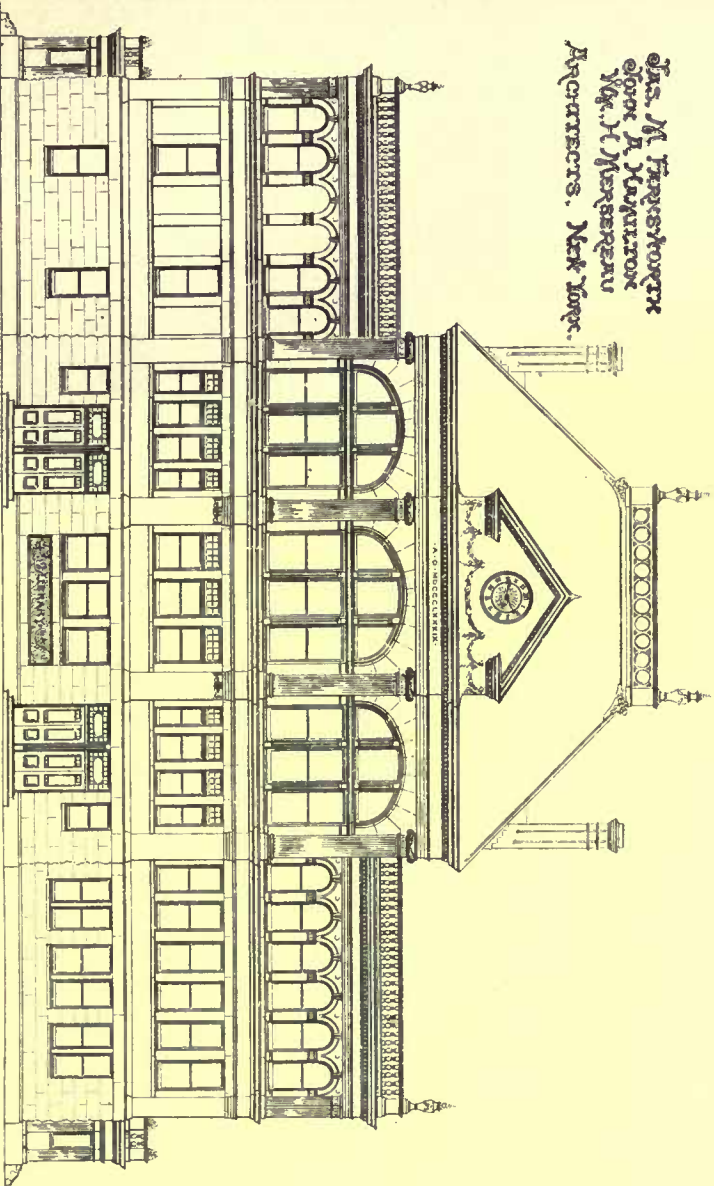 Jas. M. Farnsworth
John A. Hamilton
Wm. H. Mersereau
Architects. New York.
·A·D·MDCCCLXXXIX·